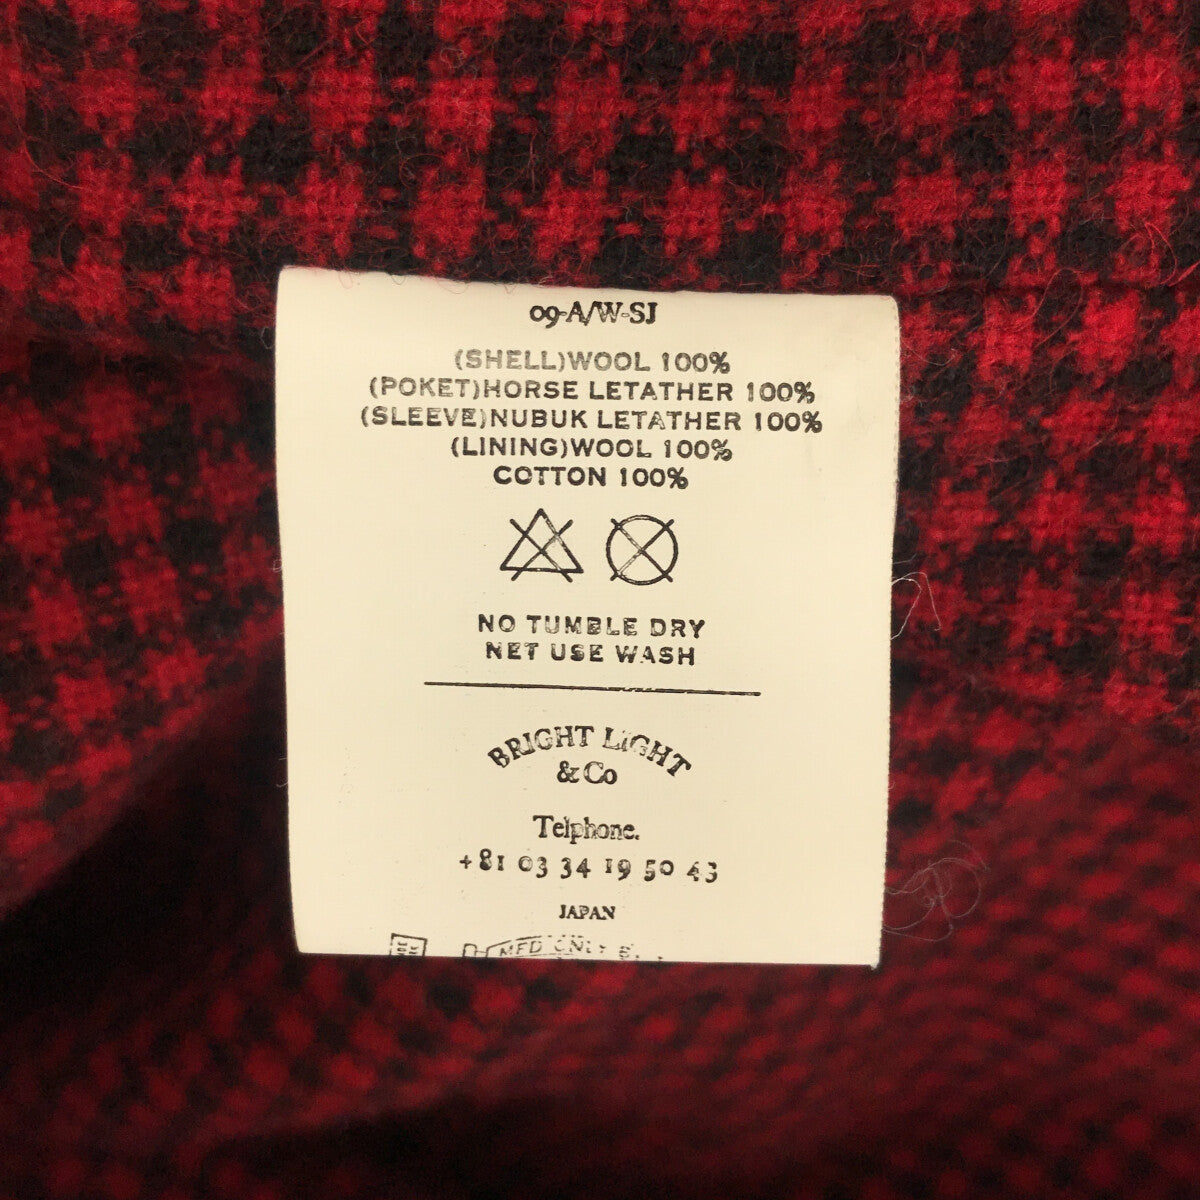 09-A/W-SJ
(SHELL)WOOL 100%
(POKET)HORSE LETATHER 100%
(SLEEVE)NUBUK LETATHER 100%
(LINING)WOOL 100%
COTTON 100%
NO TUMBLE DRY
NET USE WASH
BRIGHT LIGHT
& Co
Telphone.
+81 03 34 19 50 43
JAPAN